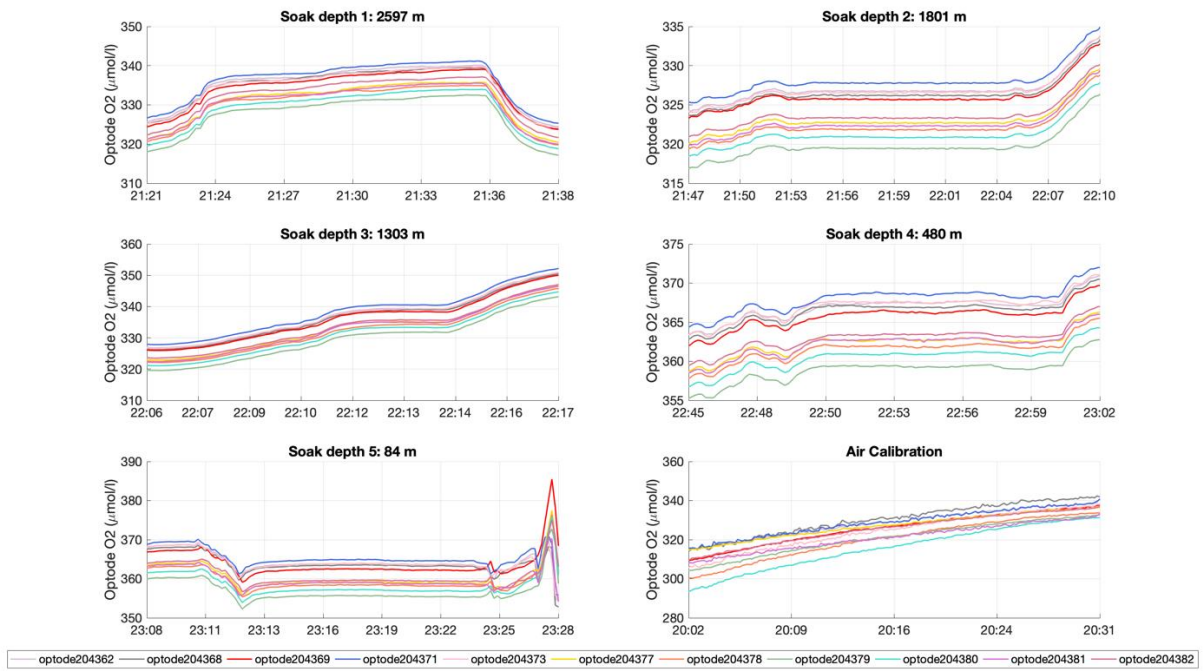 Soak depth 1: 2597 m
Optode O2 (μmol/l)
350
340
330
320
310
21:21 21:24 21:27 21:30 21:33 21:36 21:38
Soak depth 2: 1801 m
Optode O2 (μmol/l)
335
330
325
320
315
21:47 21:50 21:53 21:56 21:59 22:01 22:04 22:07 22:10
Soak depth 3: 1303 m
Optode O2 (μmol/l)
360
350
340
330
320
310
22:06 22:07 22:09 22:10 22:12 22:13 22:14 22:16 22:17
Soak depth 4: 480 m
Optode O2 (μmol/l)
375
370
365
360
355
22:45 22:48 22:50 22:53 22:56 22:59 23:02
Soak depth 5: 84 m
Optode O2 (μmol/l)
390
380
370
360
350
23:08 23:11 23:13 23:16 23:19 23:22 23:25 23:28
Air Calibration
Optode O2 (μmol/l)
360
340
320
300
280
20:02 20:09 20:16 20:24 20:31
optode204362 optode204368 optode204369 optode204371 optode204373 optode204377 optode204378 optode204379 optode204380 optode204381 optode204382